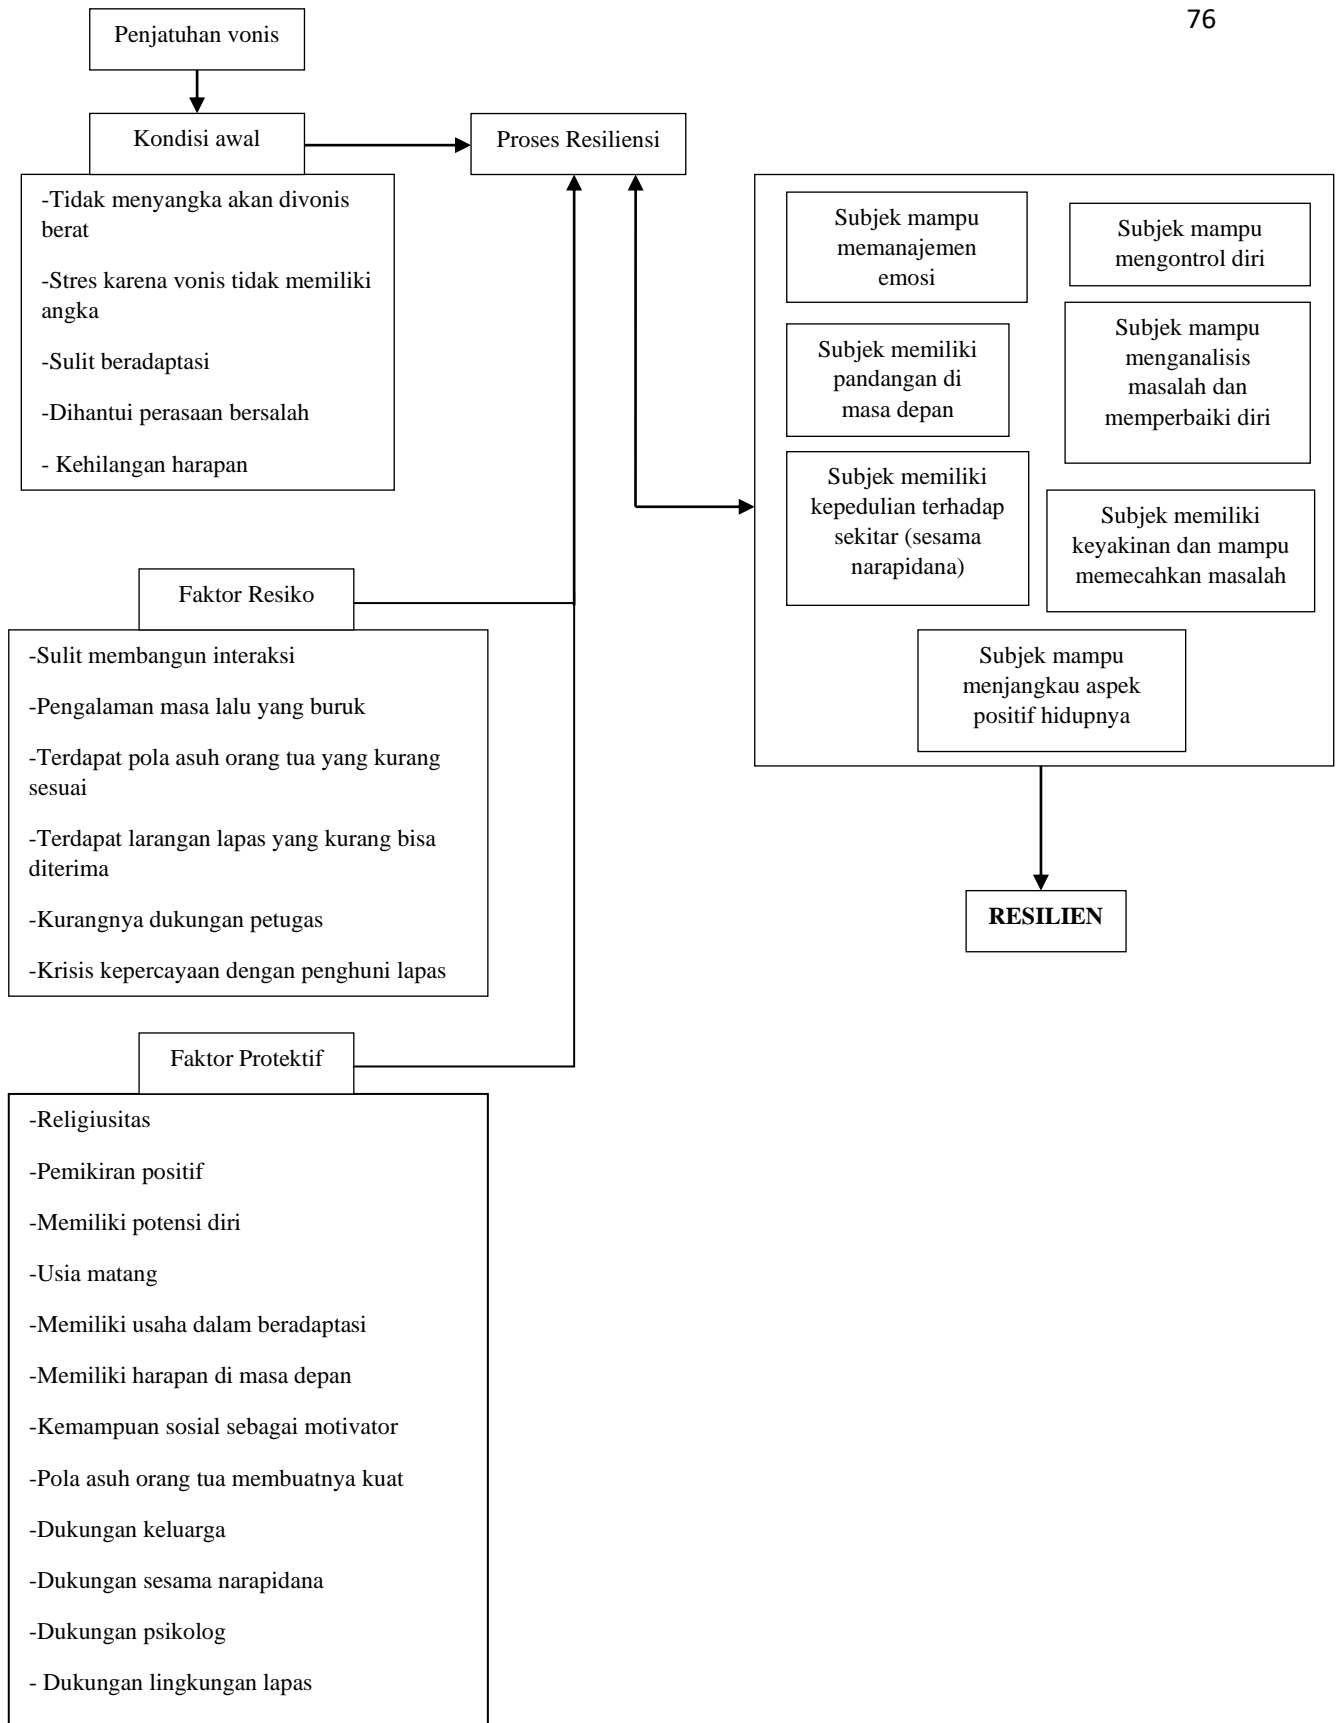 76
Penjatuhan vonis
Kondisi awal
-Tidak menyangka akan divonis
berat
-Stres karena vonis tidak memiliki
angka
-Sulit beradaptasi
-Dihantui perasaan bersalah
- Kehilangan harapan
Proses Resiliensi
Subjek mampu
memanajemen
emosi
Subjek mampu
mengontrol diri
Subjek memiliki
pandangan di
masa depan
Subjek mampu
menganalisis
masalah dan
memperbaiki diri
Subjek memiliki
kepedulian terhadap
sekitar (sesama
narapidana)
Subjek memiliki
keyakinan dan mampu
memecahkan masalah
Subjek mampu
menjangkau aspek
positif hidupnya
RESILIEN
Faktor Resiko
-Sulit membangun interaksi
-Pengalaman masa lalu yang buruk
-Terdapat pola asuh orang tua yang kurang
sesuai
-Terdapat larangan lapas yang kurang bisa
diterima
-Kurangnya dukungan petugas
-Krisis kepercayaan dengan penghuni lapas
Faktor Protektif
-Religiusitas
-Pemikiran positif
-Memiliki potensi diri
-Usia matang
-Memiliki usaha dalam beradaptasi
-Memiliki harapan di masa depan
-Kemampuan sosial sebagai motivator
-Pola asuh orang tua membuatnya kuat
-Dukungan keluarga
-Dukungan sesama narapidana
-Dukungan psikolog
- Dukungan lingkungan lapas